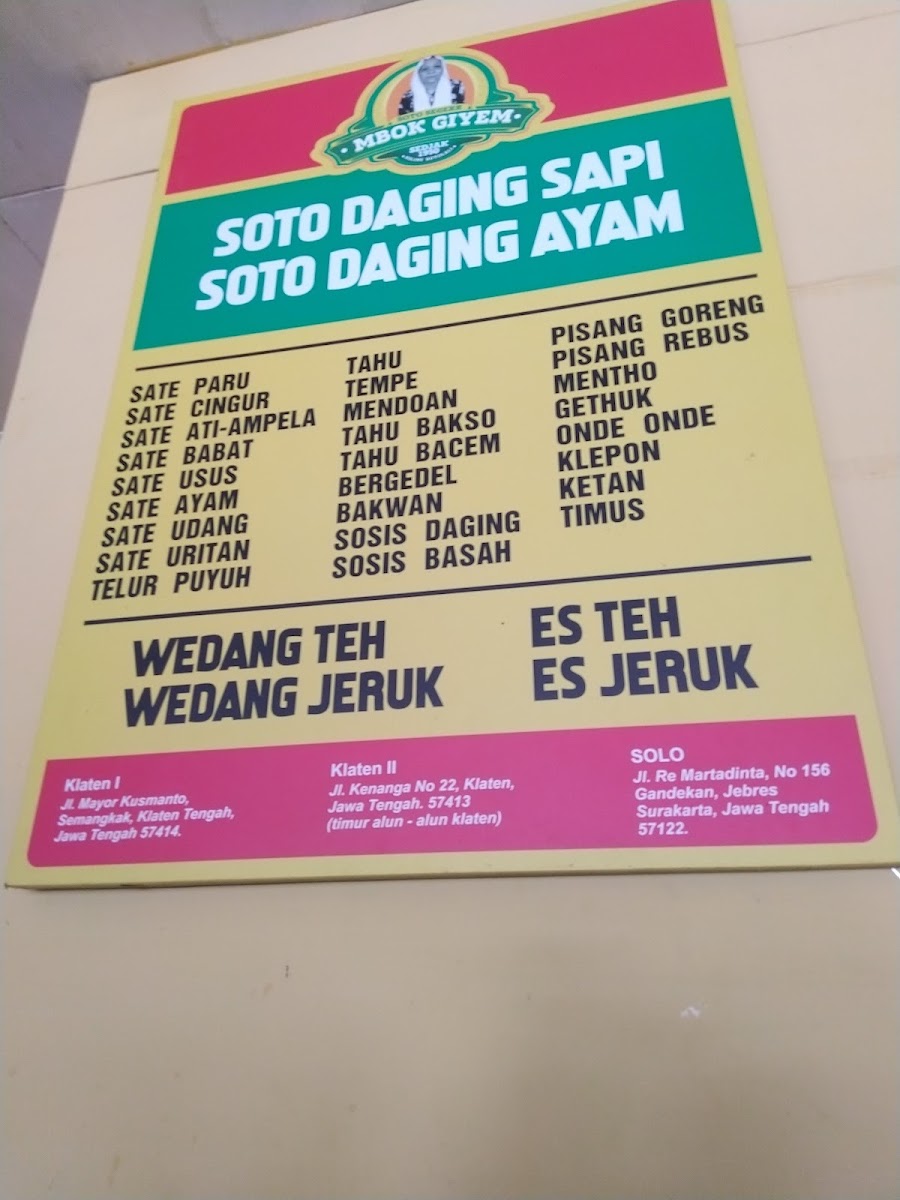 SOTO SEGEER
MBOK GIYEM
SEDJAK
SOTO DAGING SAPI
SOTO DAGING AYAM
SATE PARU
SATE CINGUR
SATE ATI-AMPELA
SATE BABAT
SATE USUS
SATE AYAM
SATE UDANG
SATE URITAN
TELUR PUYUH
TAHU
TEMPE
MENDOAN
TAHU BAKSO
TAHU BACEM
BERGEDEL
BAKWAN
SOSIS DAGING
SOSIS BASAH
PISANG GORENG
PISANG REBUS
MENTHO
GETHUK
ONDE ONDE
KLEPON
KETAN
TIMUS
WEDANG TEH
WEDANG JERUK
ES TEH
ES JERUK
Klaten I
Jl. Mayor Kusmanto,
Semangkak, Klaten Tengah,
Jawa Tengah 57414.
Klaten II
Jl. Kenanga No 22, Klaten,
Jawa Tengah. 57413
(timur alun - alun klaten)
SOLO
Jl. Re Martadinta, No 156
Gandekan, Jebres
Surakarta, Jawa Tengah
57122.